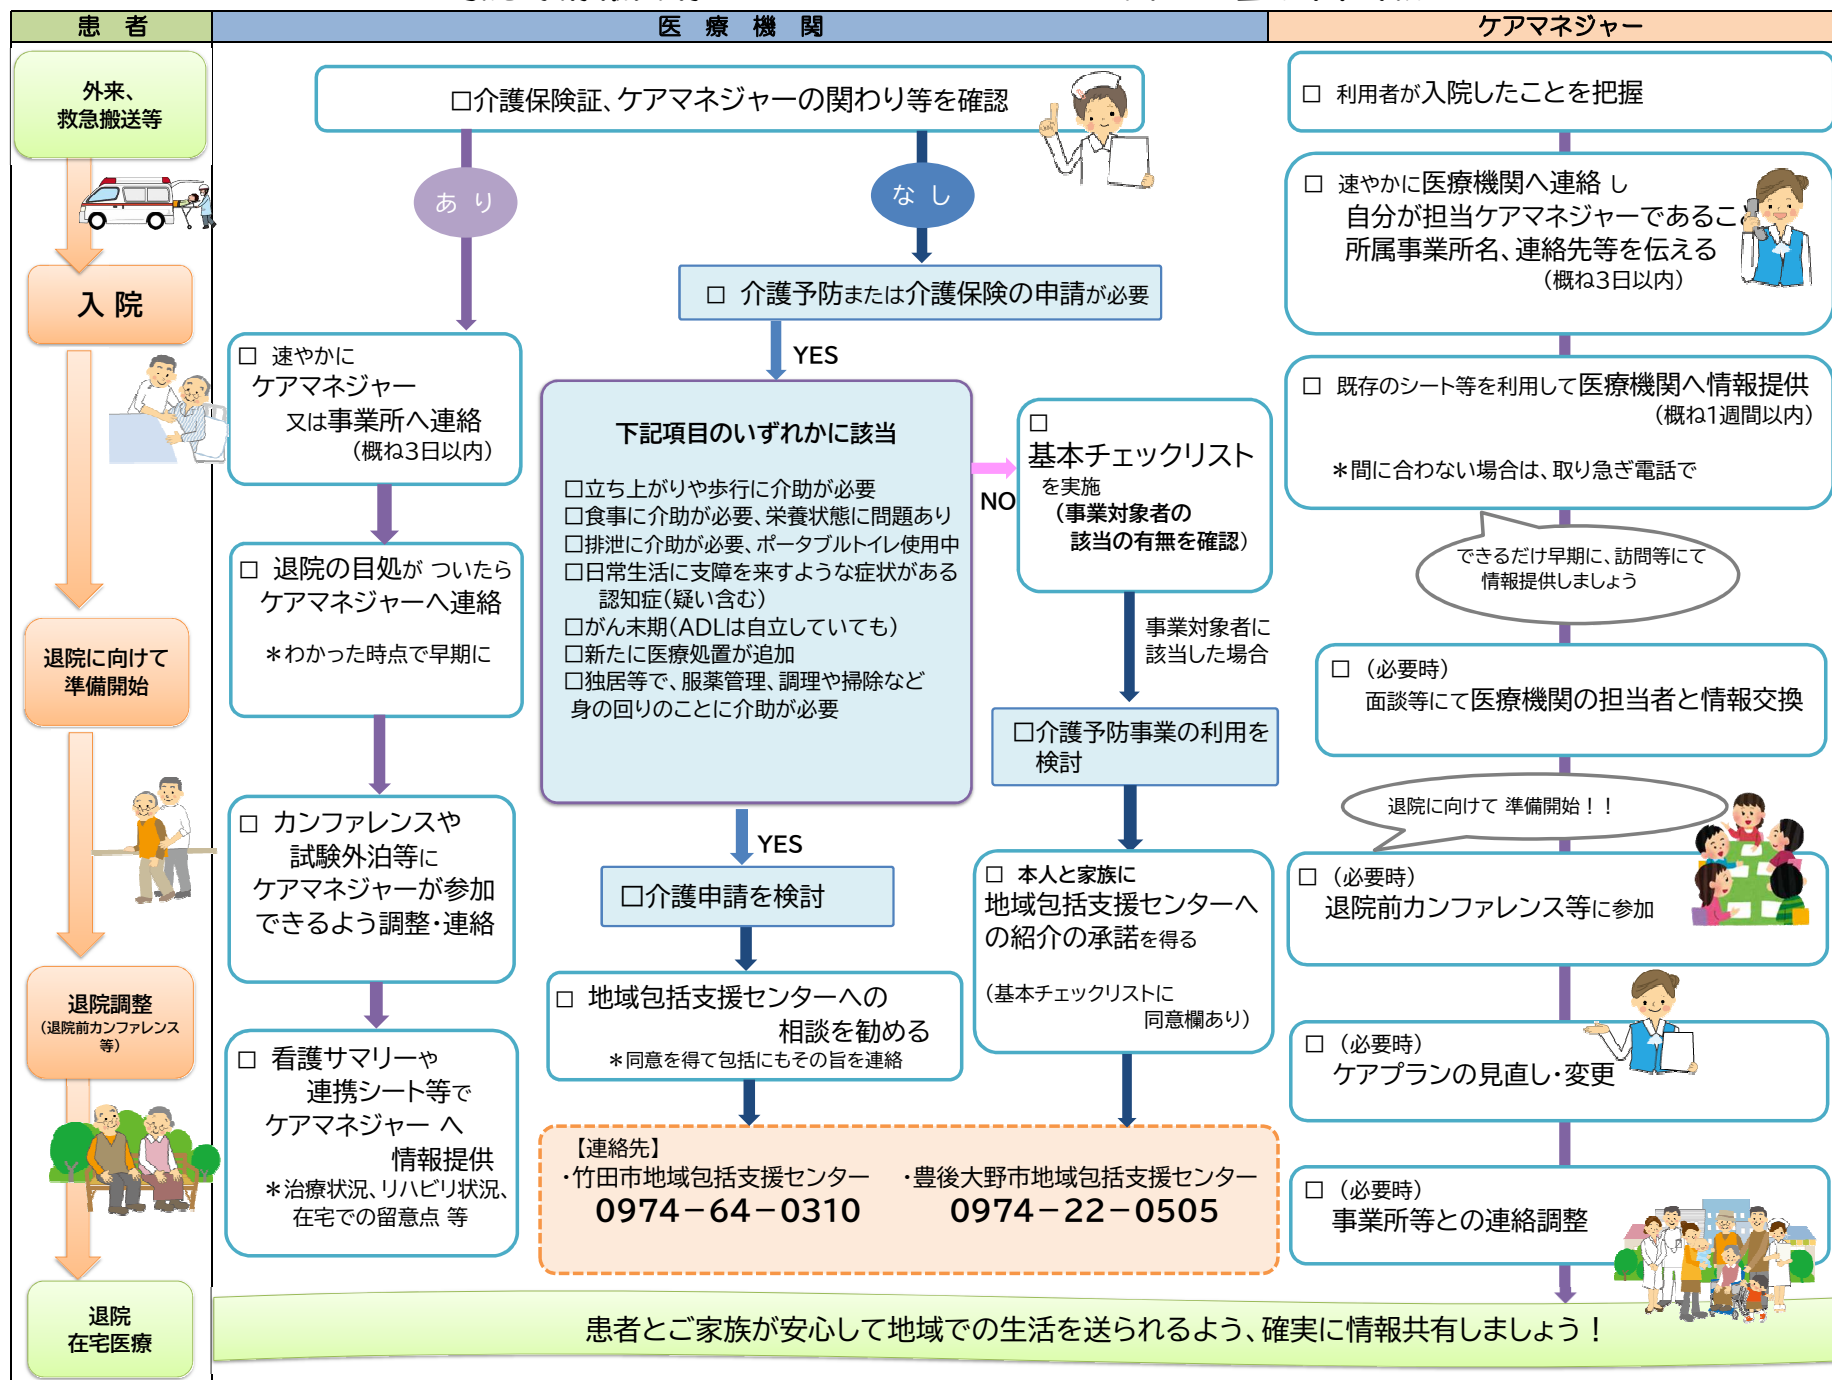 患者
医療機関
ケアマネジャー
外来、
救急搬送等
入院
退院に向けて
準備開始
退院調整
(退院前カンファレンス
等)
退院
在宅医療
□介護保険証、ケアマネジャーの関わり等を確認
あり
なし
□ 速やかに
ケアマネジャー
又は事業所へ連絡
(概ね3日以内)
□ 退院の目処が ついたら
ケアマネジャーへ連絡
＊わかった時点で早期に
□ カンファレンスや
試験外泊等に
ケアマネジャーが参加
できるよう調整・連絡
□ 看護サマリーや
連携シート等で
ケアマネジャー へ
情報提供
＊治療状況、リハビリ状況、
在宅での留意点 等
□ 介護予防または介護保険の申請が必要
YES
下記項目のいずれかに該当
□立ち上がりや歩行に介助が必要
□食事に介助が必要、栄養状態に問題あり
□排泄に介助が必要、ポータブルトイレ使用中
□日常生活に支障を来すような症状がある
認知症(疑い含む)
□がん末期(ADLは自立していても)
□新たに医療処置が追加
□独居等で、服薬管理、調理や掃除など
身の回りのことに介助が必要
NO
YES
□介護申請を検討
□ 地域包括支援センターへの
相談を勧める
＊同意を得て包括にもその旨を連絡
□
基本チェックリスト
を実施
(事業対象者の
該当の有無を確認)
事業対象者に
該当した場合
□介護予防事業の利用を
検討
□ 本人と家族に
地域包括支援センターへ
の紹介の承諾を得る
(基本チェックリストに
同意欄あり)
【連絡先】
・竹田市地域包括支援センター
0974－64－0310
・豊後大野市地域包括支援センター
0974－22－0505
□ 利用者が入院したことを把握
□ 速やかに医療機関へ連絡 し
自分が担当ケアマネジャーであるこ
所属事業所名、連絡先等を伝える
(概ね3日以内)
□ 既存のシート等を利用して医療機関へ情報提供
(概ね1週間以内)
＊間に合わない場合は、取り急ぎ電話で
できるだけ早期に、訪問等にて
情報提供しましょう
□ (必要時)
面談等にて医療機関の担当者と情報交換
退院に向けて 準備開始！！
□ (必要時)
退院前カンファレンス等に参加
□ (必要時)
ケアプランの見直し・変更
□ (必要時)
事業所等との連絡調整
患者とご家族が安心して地域での生活を送られるよう、確実に情報共有しましょう！